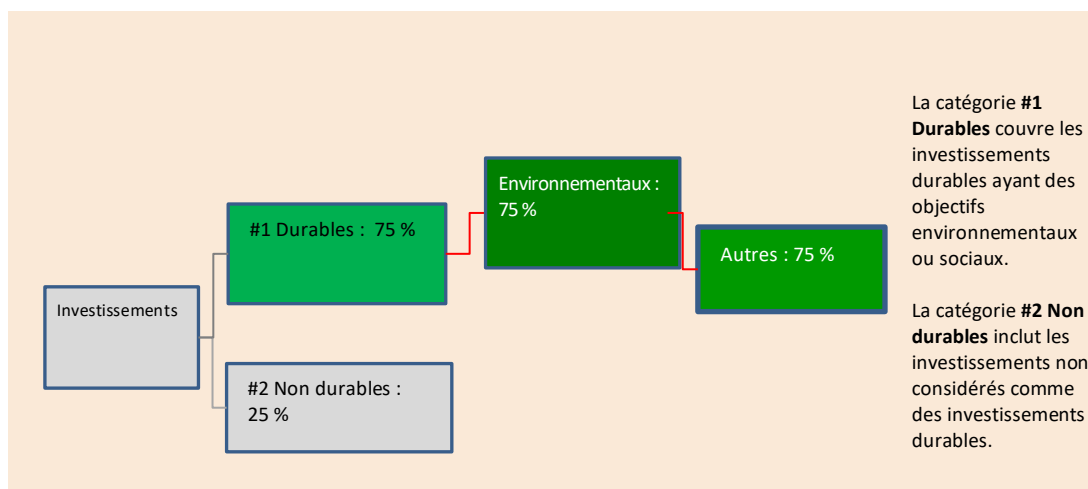 Investissements
#1 Durables : 75 %
#2 Non durables :
25 %
Environnementaux :
75 %
Autres : 75 %
La catégorie #1
Durables couvre les
investissements
durables ayant des
objectifs
environnementaux
ou sociaux.
La catégorie #2 Non
durables inclut les
investissements non
considérés comme
des investissements
durables.